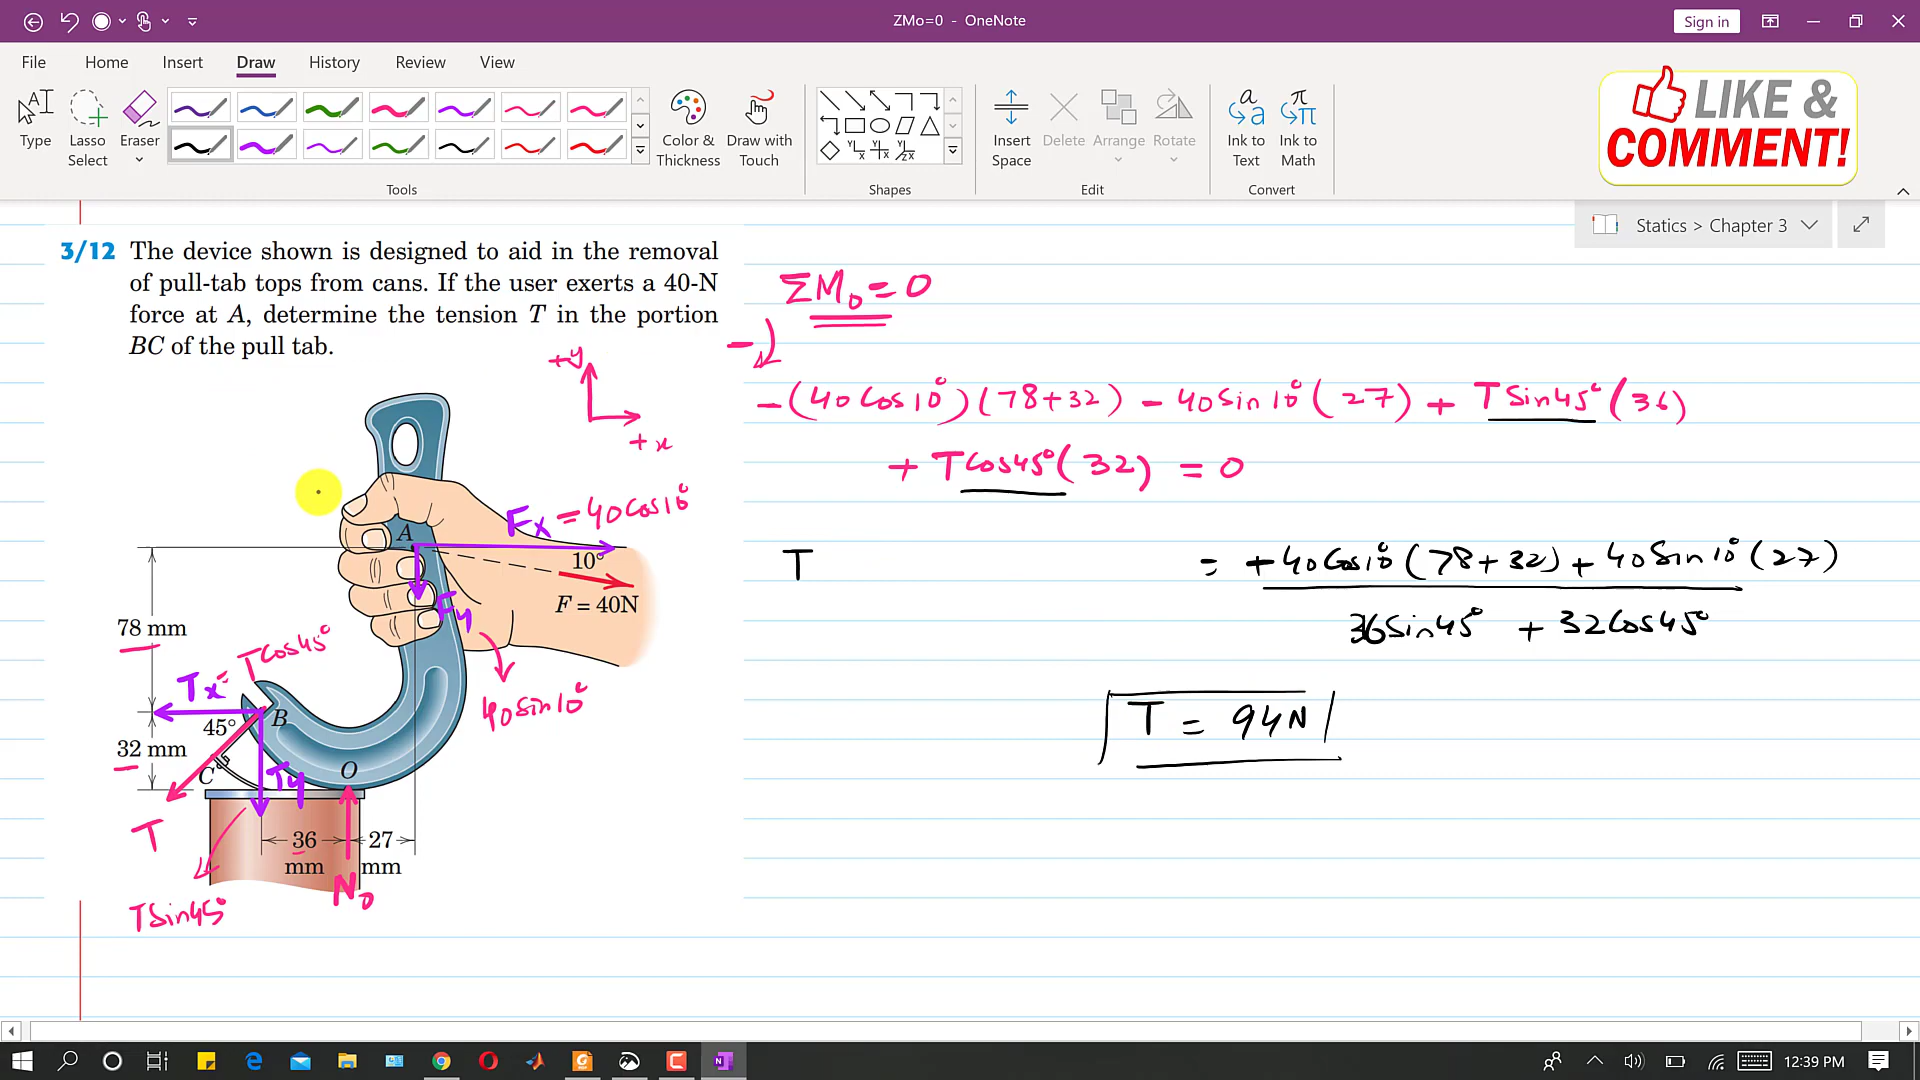 ZMo=0 - OneNote
Sign in
File Home Insert Draw History Review View
Type
Lasso Select
Eraser
Color & Thickness
Draw with Touch
Insert Space
Delete
Arrange
Rotate
Ink to Text
Ink to Math
Tools
Shapes
Edit
Convert
LIKE &
COMMENT!
Statics > Chapter 3
3/12 The device shown is designed to aid in the removal
of pull-tab tops from cans. If the user exerts a 40-N
force at A, determine the tension T in the portion
BC of the pull tab.
+y
+x
A
Fx = 40Cos10°
10°
F = 40N
Fy
40Sin10°
78 mm
Tx = TCos45°
45°
B
32 mm
C
Ty
O
T
36 mm
27 mm
No
TSin45°
ΣMo = 0
-
-(40Cos10°)(78+32) - 40Sin10°(27) + TSin45°(36)
+ TCos45°(32) = 0
T = +40Cos10°(78+32) + 40Sin10°(27)
36Sin45° + 32Cos45°
T = 94N
12:39 PM